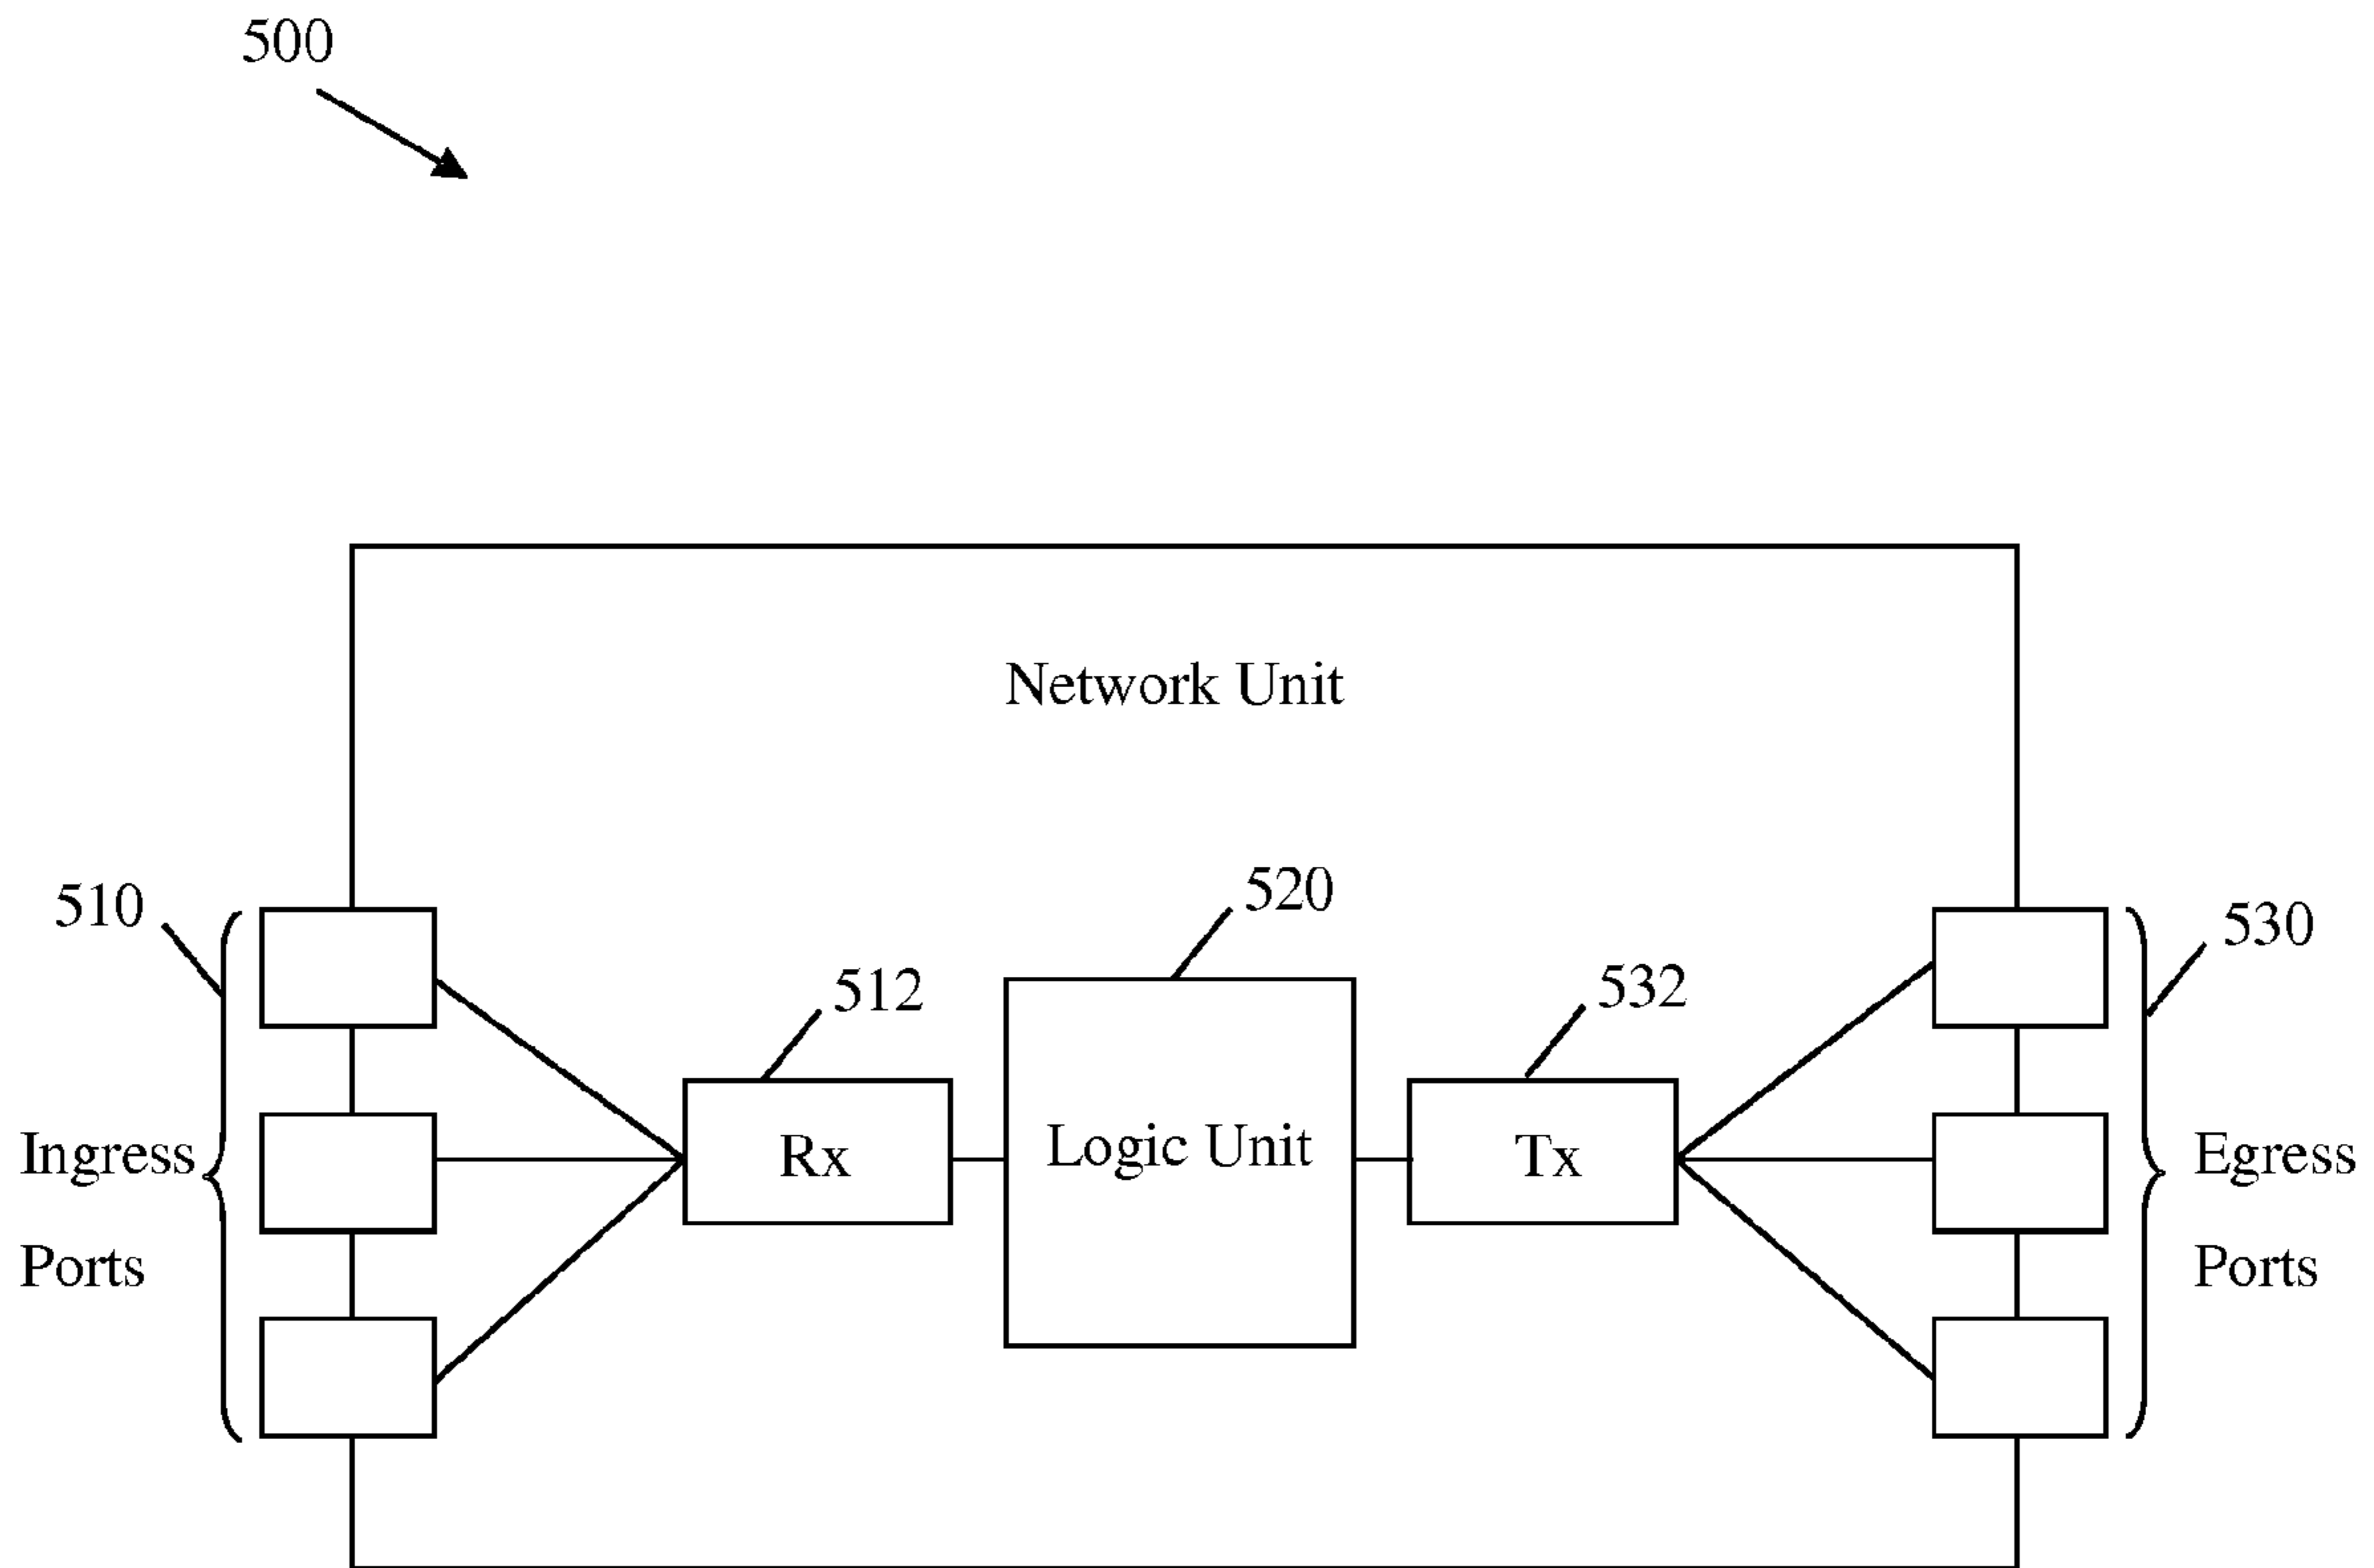 500
Network Unit
520
510
530
512
532
Ingress
Ports
Rx
Logic Unit
Tx
Egress
Ports